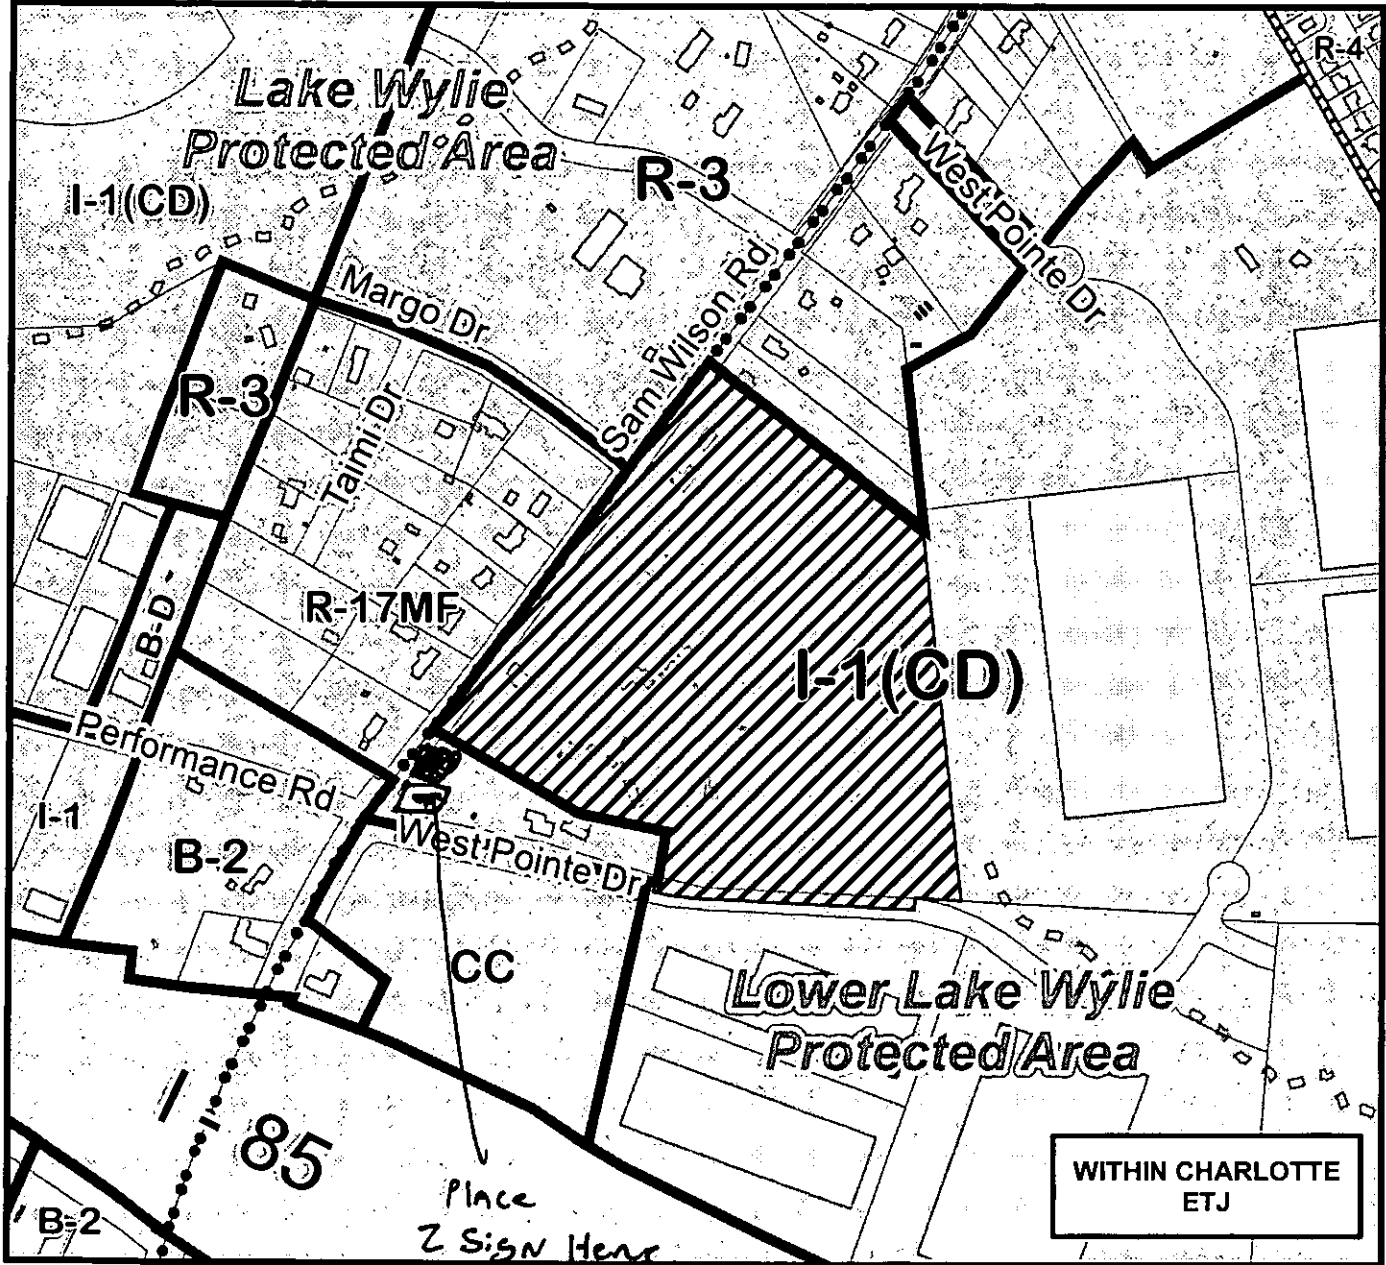 R-4
Lake Wylie
Protected Area
R-3
I-1(CD)
West Pointe Dr
Margo Dr
Sam Wilson Rd
R-3
Taimi Dr
R-17MF
B-D
I-1(CD)
Performance Rd
I-1
B-2
West Pointe Dr
CC
Lower Lake Wylie
Protected Area
I-85
WITHIN CHARLOTTE
ETJ
Place
Z Sign Here
B-2